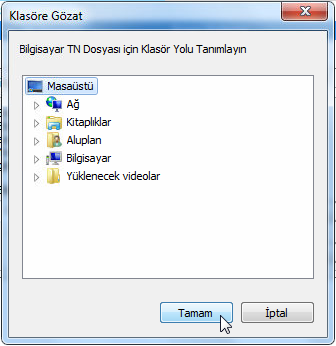 Klasöre Gözat
Bilgisayar TN Dosyası için Klasör Yolu Tanımlayın
Masaüstü
Ağ
Kitaplıklar
Aluplan
Bilgisayar
Yüklenecek videolar
Tamam
İptal